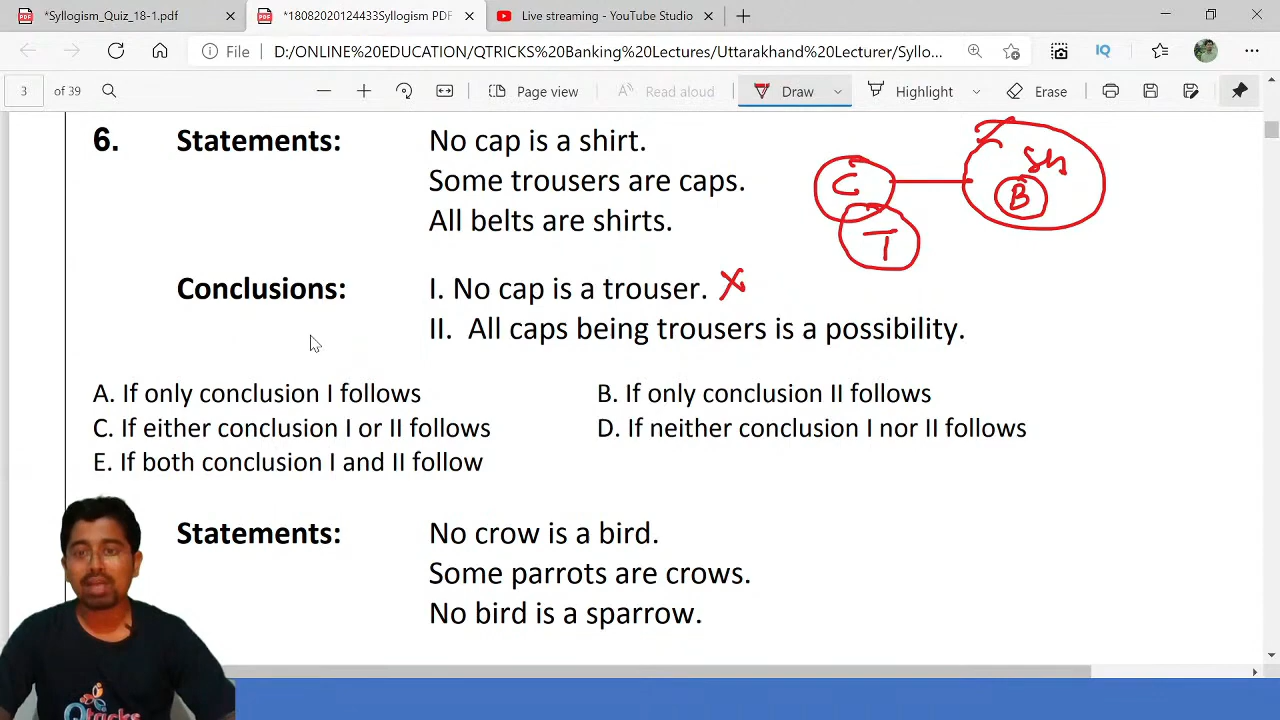 *Syllogism_Quiz_18-1.pdf
*18082020124433Syllogism PDF
Live streaming - YouTube Studio
File
D:/ONLINE%20EDUCATION/QTRICKS%20Banking%20Lectures/Uttarakhand%20Lecturer/Syllo...
IQ
3 of 39
Page view
Read aloud
Draw
Highlight
Erase
6. Statements: No cap is a shirt.
Some trousers are caps.
All belts are shirts.
C
Sh
B
T
Conclusions: I. No cap is a trouser. X
II. All caps being trousers is a possibility.
A. If only conclusion I follows B. If only conclusion II follows
C. If either conclusion I or II follows D. If neither conclusion I nor II follows
E. If both conclusion I and II follow
Statements: No crow is a bird.
Some parrots are crows.
No bird is a sparrow.
Qtricks